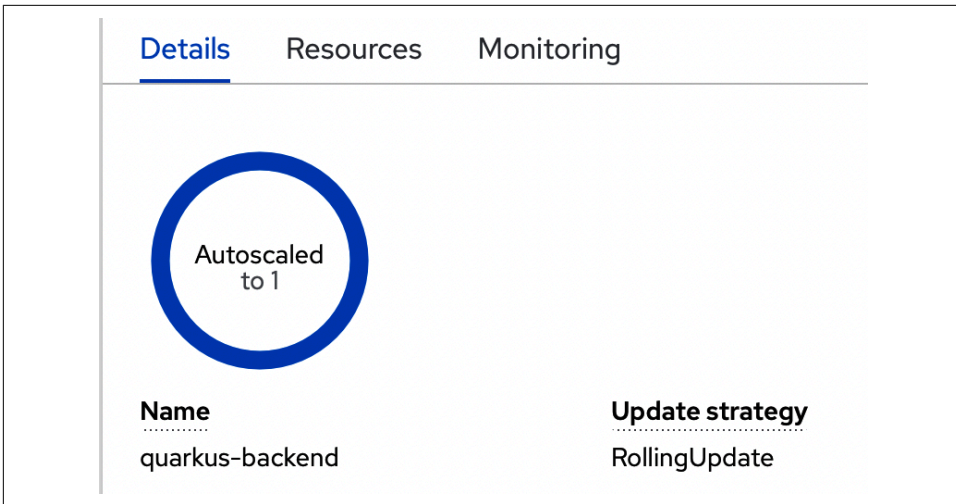 Details Resources Monitoring
Autoscaled
to 1
Name Update strategy
quarkus-backend RollingUpdate